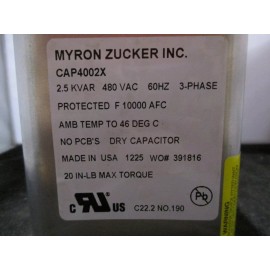 MYRON ZUCKER INC.
CAP4002X
2.5 KVAR 480 VAC 60HZ 3-PHASE
PROTECTED F 10000 AFC
AMB TEMP TO 46 DEG C
NO PCB'S DRY CAPACITOR
MADE IN USA 1225 WO# 391816
20 IN-LB MAX TORQUE
C US
C22.2 NO.190
Pb
WARNING